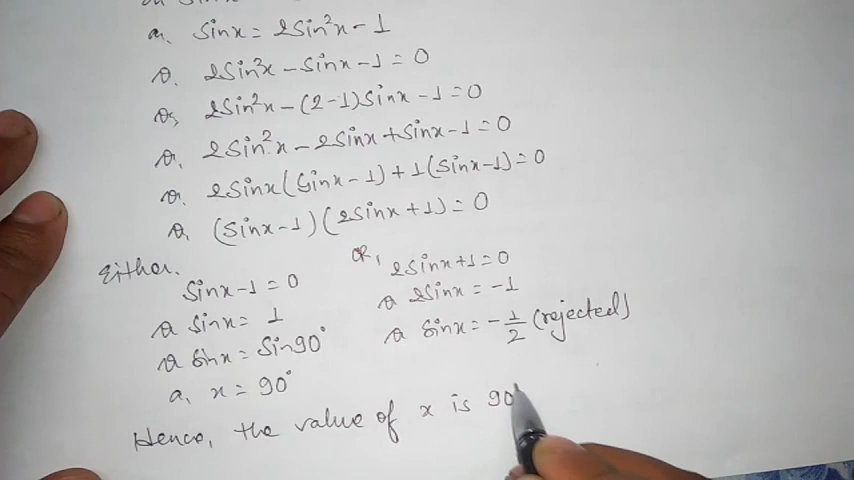 sinx = 2sin²x - 1
or, 2sin²x - sinx - 1 = 0
or, 2sin²x - (2-1)sinx - 1 = 0
or, 2sin²x - 2sinx + sinx - 1 = 0
or, 2sinx(sinx - 1) + 1(sinx - 1) = 0
or, (sinx - 1)(2sinx + 1) = 0
Either.
sinx - 1 = 0
or sinx = 1
or sinx = sin90°
or, x = 90°
OR,
2sinx + 1 = 0
or 2sinx = -1
or sinx = -1/2 (rejected)
Hence, the value of x is 90